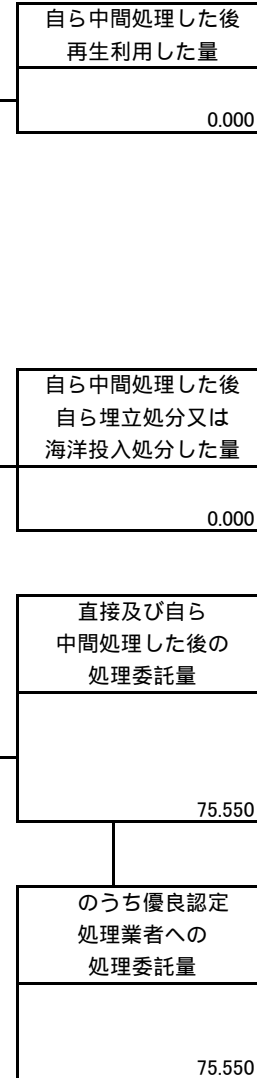 自ら中間処理した後
再生利用した量
0.000
自ら中間処理した後
自ら埋立処分又は
海洋投入処分した量
0.000
直接及び自ら
中間処理した後の
処理委託量
75.550
のうち優良認定
処理業者への
処理委託量
75.550